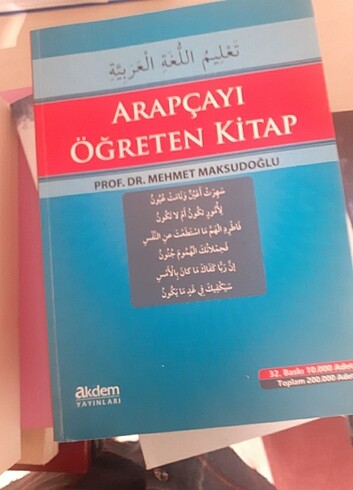 تَعْلِيمُ اللُّغَةِ الْعَرَبِيَّةِ
ARAPÇAYI
ÖĞRETEN KİTAP
PROF. DR. MEHMET MAKSUDOĞLU
سَهِرَتْ أَعْيُنٌ وَنَامَتْ عُيُونُ
لِأُمُورٍ تَكُونُ أَمْ لَا تَكُونُ
فَاطْرَحِ الْهَمَّ مَا اسْتَطَعْتَ عَنِ النَّفْسِ
فَحِمْلَانُكَ الْهُمُومَ جُنُونُ
إِنَّ رَبًّا كَفَاكَ مَا كَانَ بِالْأَمْسِ
سَيَكْفِيكَ فِي غَدٍ مَا يَكُونُ
32. Baskı 10.000 Adet
Toplam 200.000 Adet
akdem
YAYINLARI